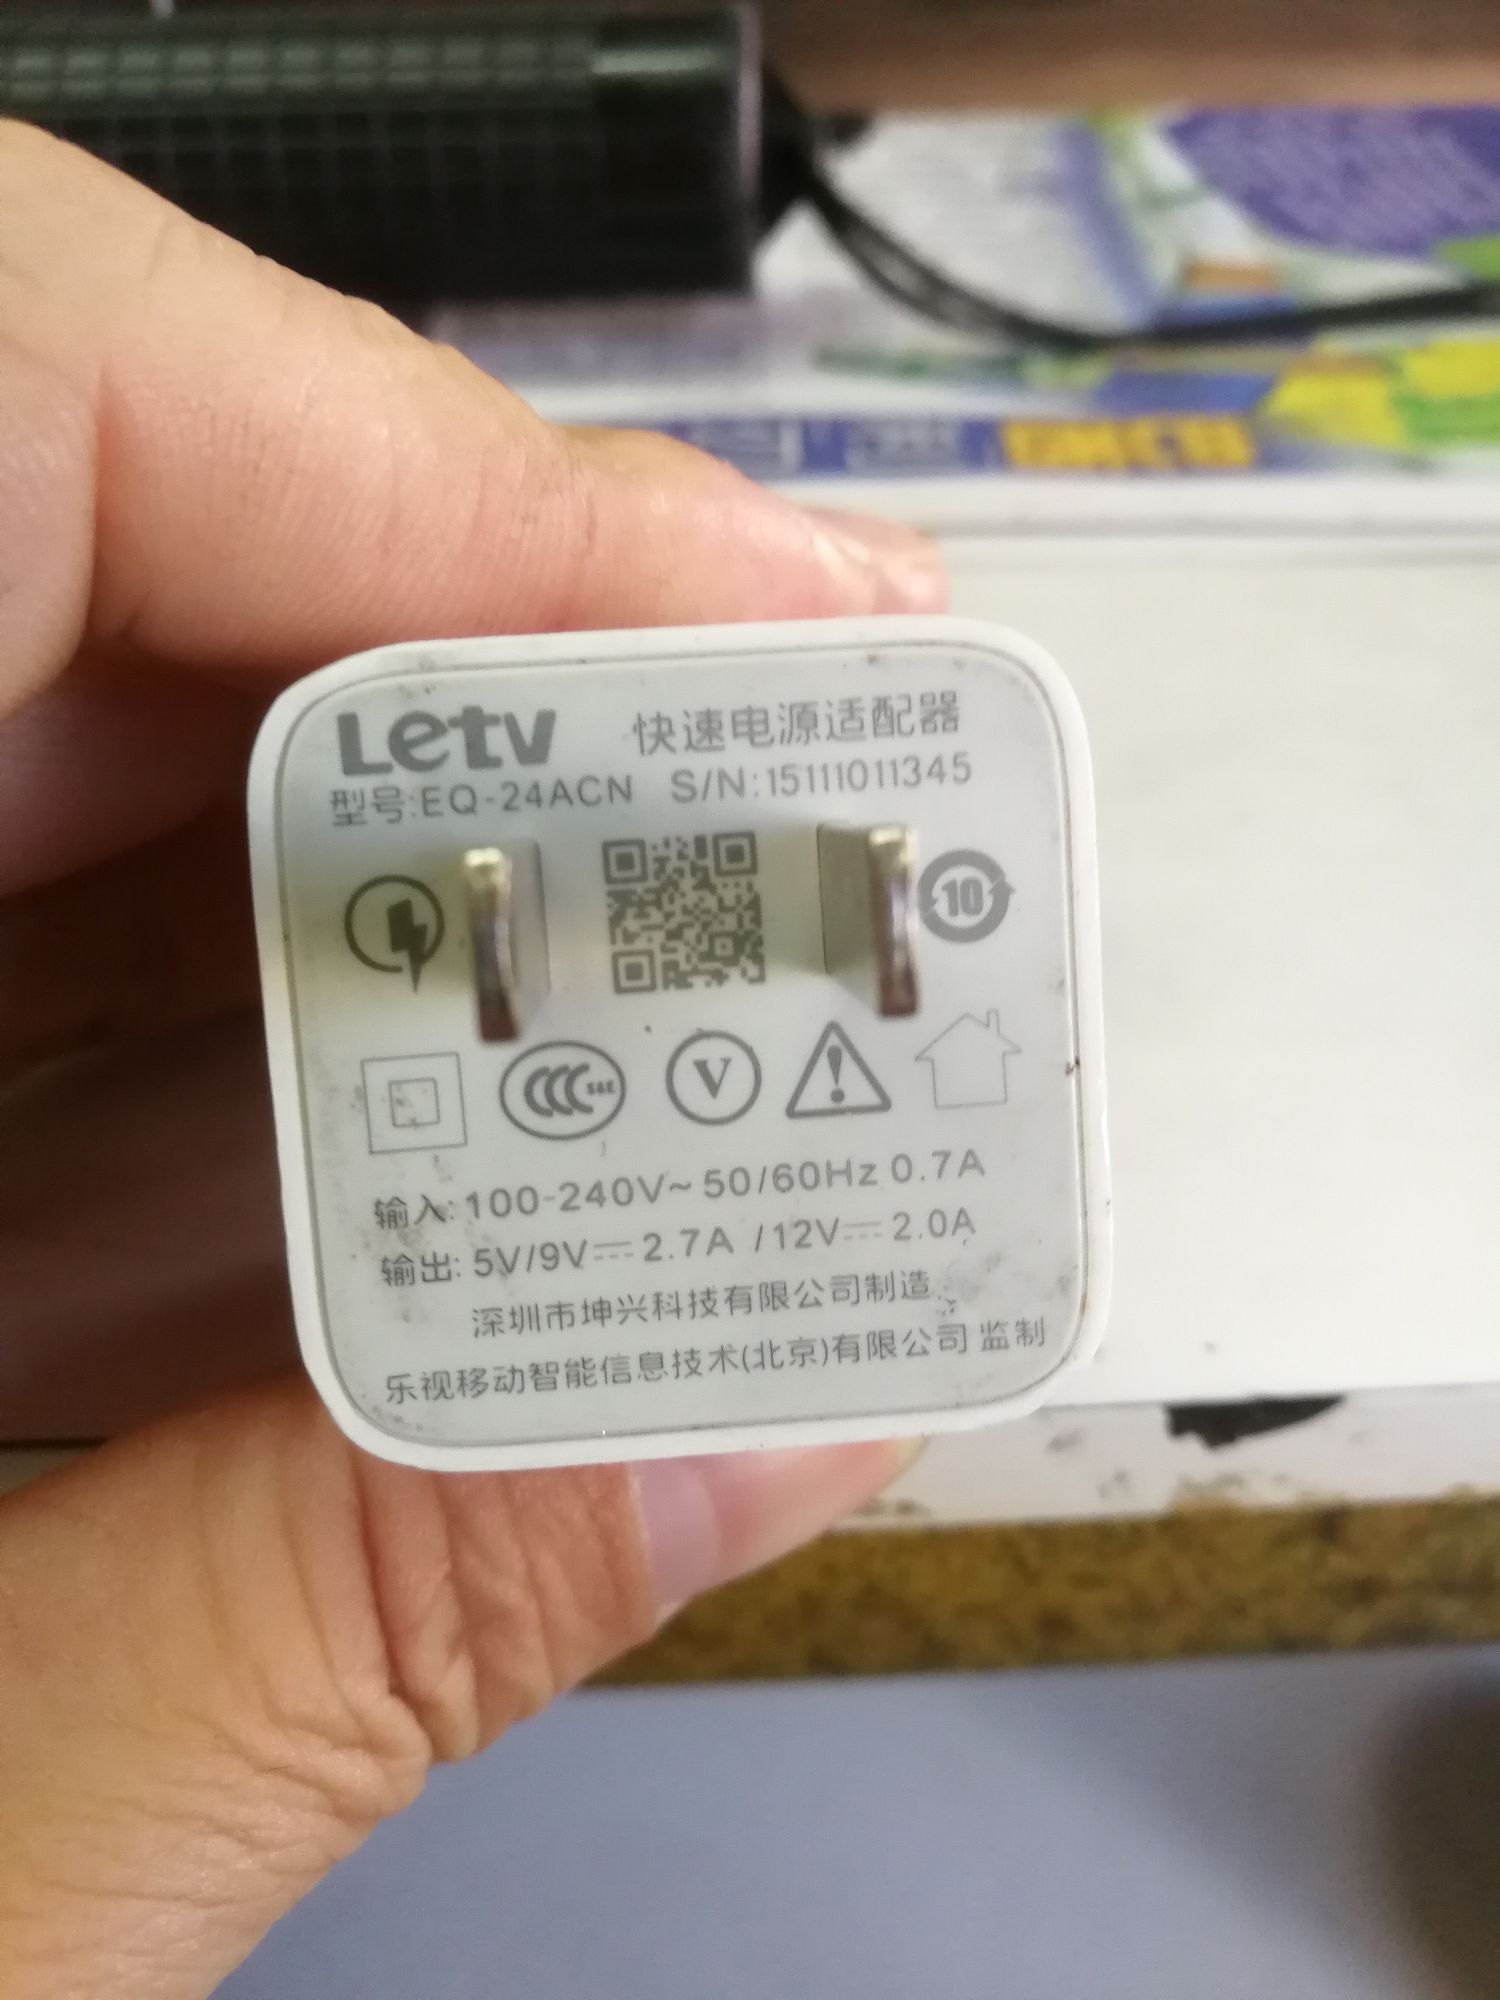 Letv 快速电源适配器
型号:EQ-24ACN S/N:15111011345
10
CCC S&E V
输入: 100-240V~50/60Hz 0.7A
输出: 5V/9V⎓2.7A /12V⎓2.0A
深圳市坤兴科技有限公司制造
乐视移动智能信息技术(北京)有限公司 监制